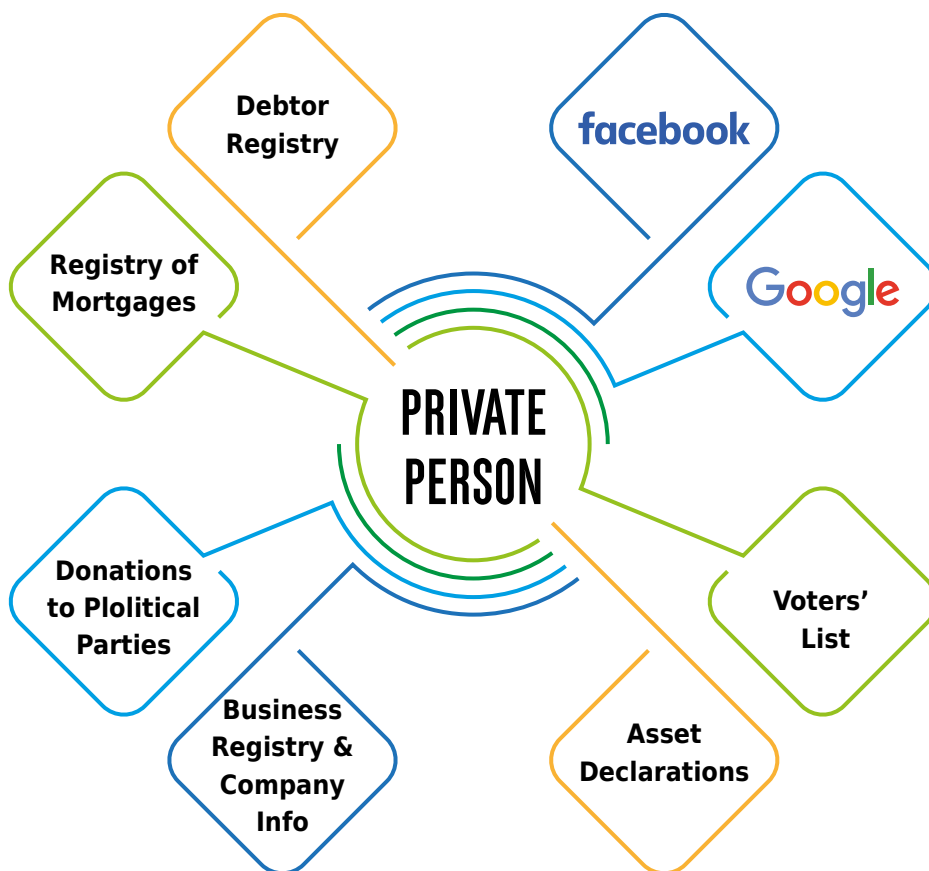 Debtor
Registry
facebook
Registry of
Mortgages
Google
PRIVATE
PERSON
Donations
to Plolitical
Parties
Voters’
List
Business
Registry &
Company
Info
Asset
Declarations